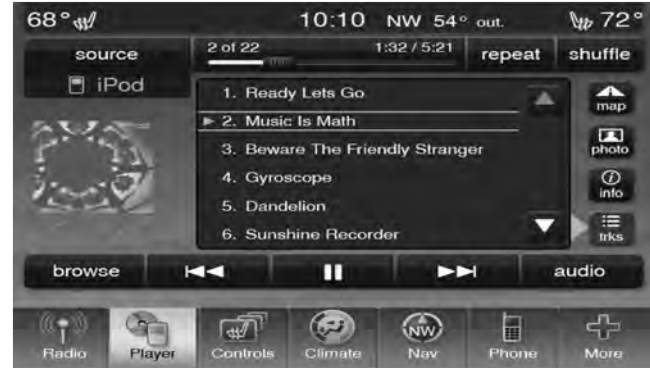 68° 10:10 NW 54° out. 72°
source 2 of 22 1:32 / 5:21 repeat shuffle
iPod
1. Ready Lets Go
2. Music Is Math
3. Beware The Friendly Stranger
4. Gyroscope
5. Dandelion
6. Sunshine Recorder
map
photo
info
trks
browse audio
NW
Radio Player Controls Climate Nav Phone More